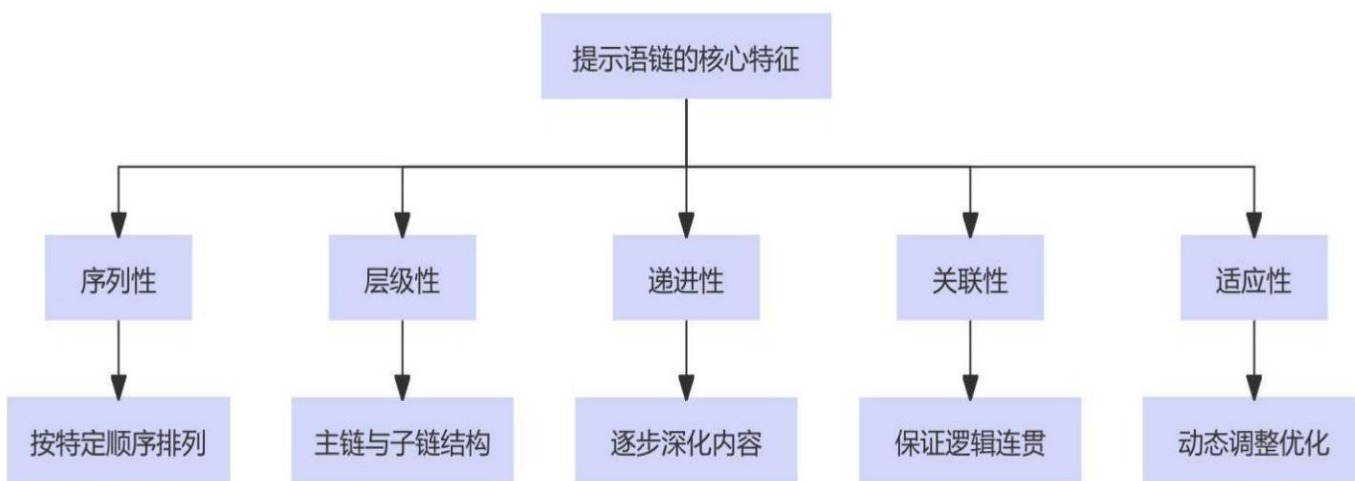 提示语链的核心特征
序列性
层级性
递进性
关联性
适应性
按特定顺序排列
主链与子链结构
逐步深化内容
保证逻辑连贯
动态调整优化